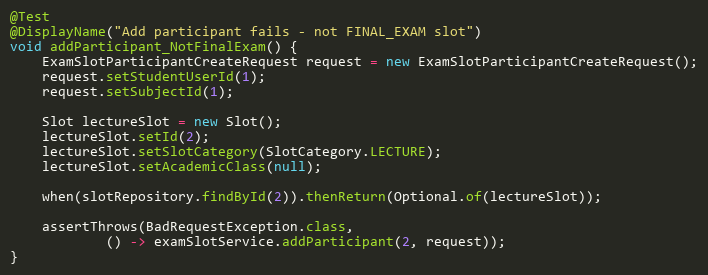 @Test
@DisplayName("Add participant fails - not FINAL_EXAM slot")
void addParticipant_NotFinalExam() {
    ExamSlotParticipantCreateRequest request = new ExamSlotParticipantCreateRequest();
    request.setStudentUserId(1);
    request.setSubjectId(1);

    Slot lectureSlot = new Slot();
    lectureSlot.setId(2);
    lectureSlot.setSlotCategory(SlotCategory.LECTURE);
    lectureSlot.setAcademicClass(null);

    when(slotRepository.findById(2)).thenReturn(Optional.of(lectureSlot));

    assertThrows(BadRequestException.class,
            () -> examSlotService.addParticipant(2, request));
}